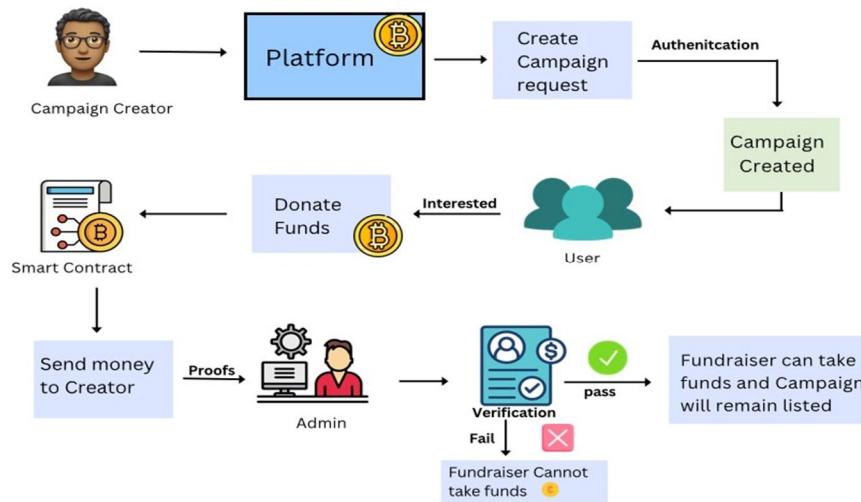 Platform
Create
Campaign
request
Authenitcation
Campaign Creator
Campaign
Created
Donate
Funds
Interested
User
Smart Contract
Send money
to Creator
Proofs
Admin
Verification
pass
Fundraiser can take
funds and Campaign
will remain listed
Fail
Fundraiser Cannot
take funds